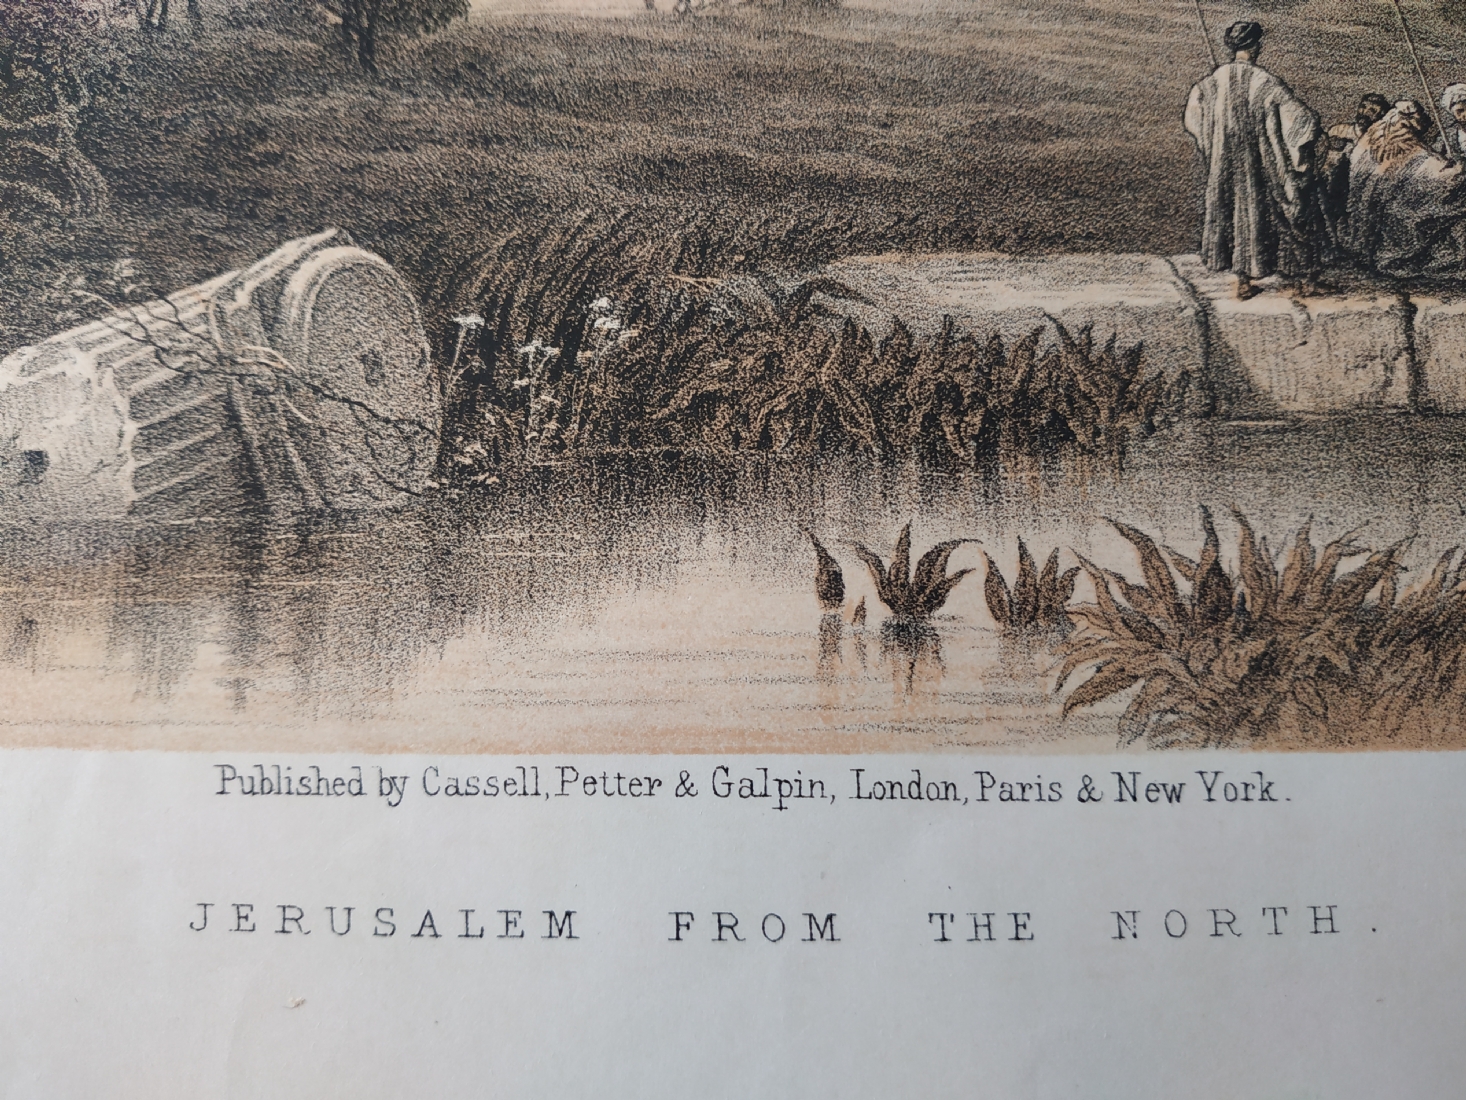 Published by Cassell, Petter & Galpin, London, Paris & New York.
JERUSALEM FROM THE NORTH.